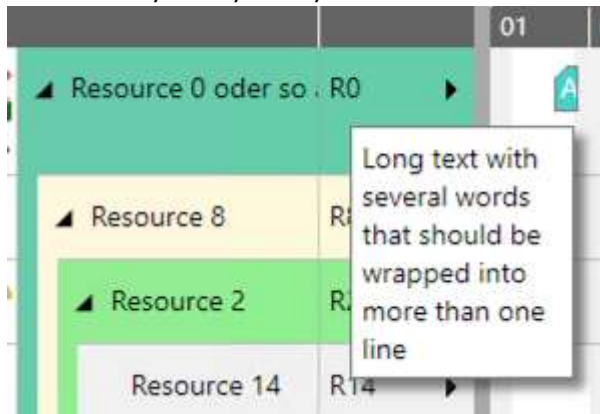 01
Resource 0 oder so
R0
A
Long text with
several words
that should be
wrapped into
more than one
line
Resource 8
Resource 2
Resource 14
R14